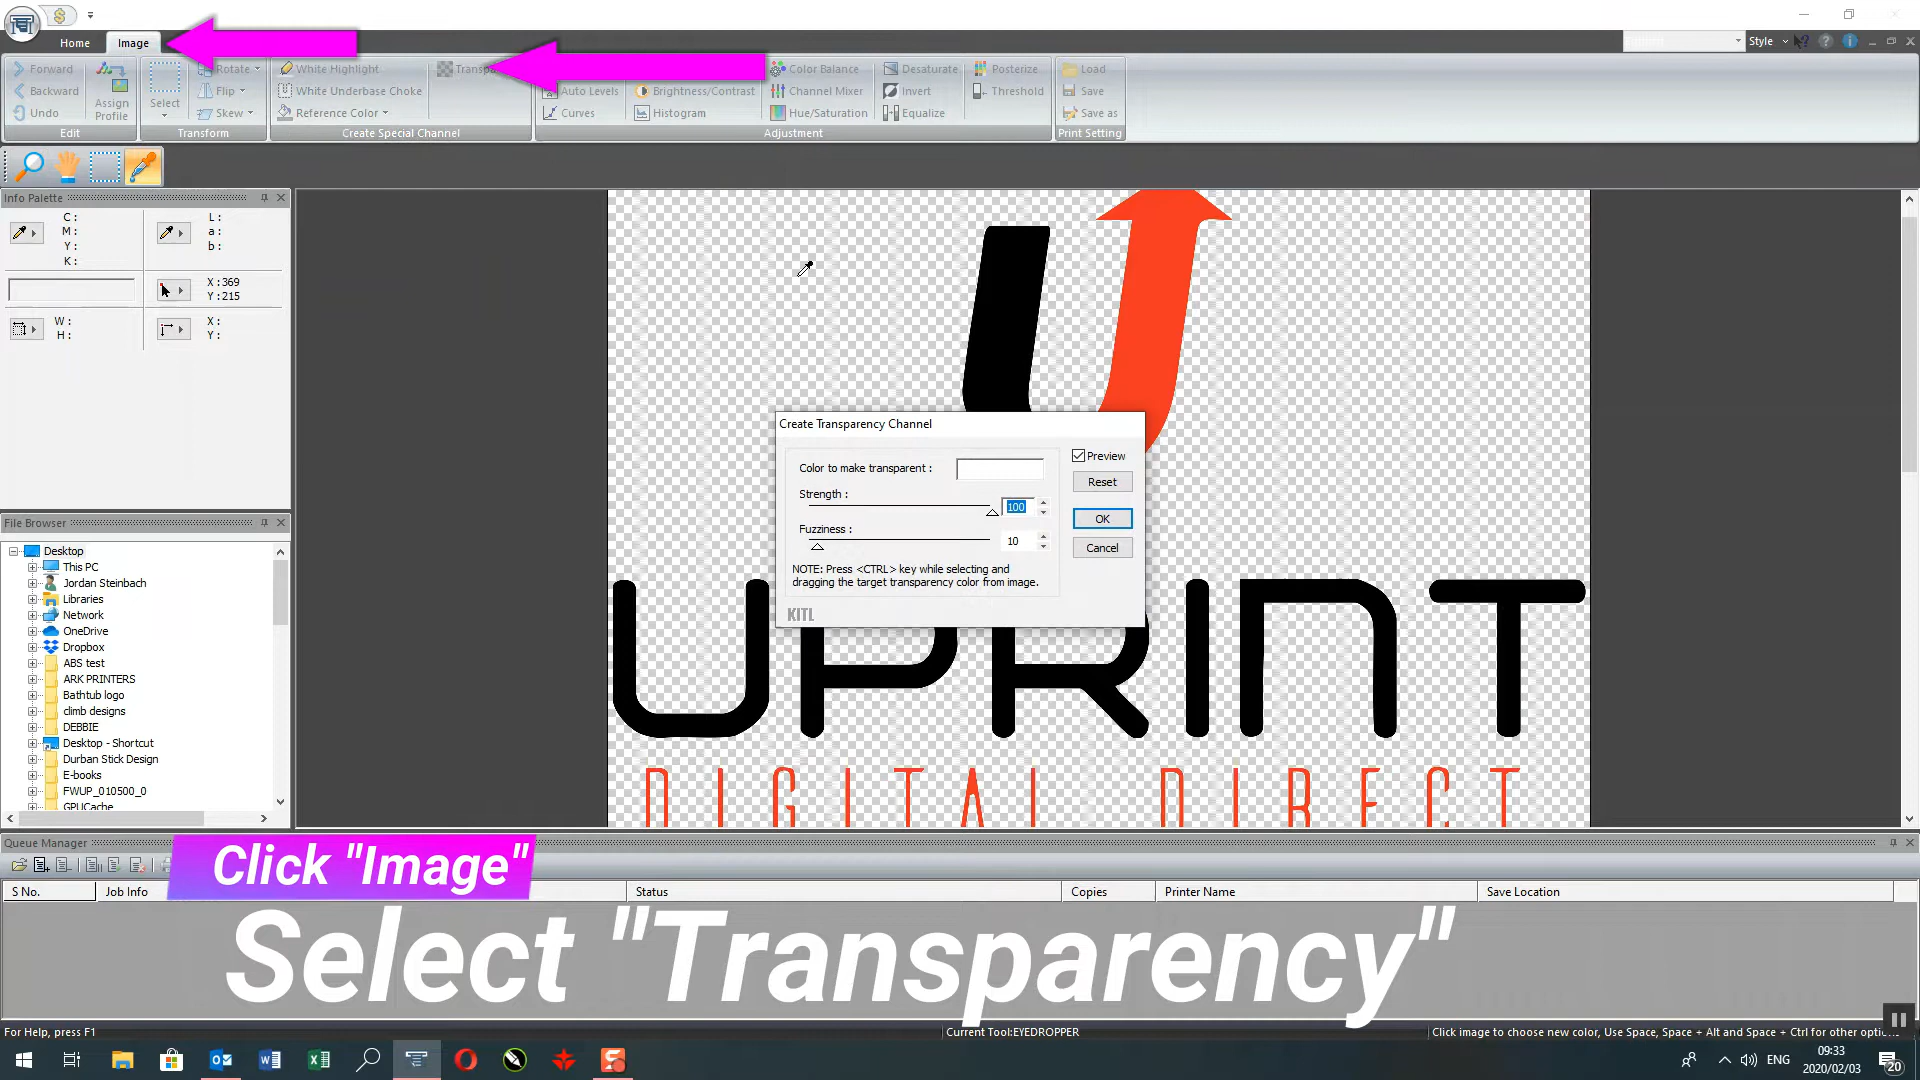 Home
Image
Style
Forward
Backward
Undo
Assign
Profile
Edit
Select
Rotate
Flip
Skew
Transform
White Highlight
White Underbase Choke
Reference Color
Create Special Channel
Auto Levels
Curves
Brightness/Contrast
Histogram
Color Balance
Channel Mixer
Hue/Saturation
Desaturate
Invert
Equalize
Posterize
Threshold
Adjustment
Load
Save
Save as
Print Setting
Info Palette
C :
M :
Y :
K :
L :
a :
b :
X :369
Y :215
W :
H :
X :
Y :
File Browser
Desktop
This PC
Jordan Steinbach
Libraries
Network
OneDrive
Dropbox
ABS test
ARK PRINTERS
Bathtub logo
climb designs
DEBBIE
Desktop - Shortcut
Durban Stick Design
E-books
FWUP_010500_0
GPUCache
Create Transparency Channel
Color to make transparent :
Strength :
100
Fuzziness :
10
NOTE: Press <CTRL> key while selecting and
dragging the target transparency color from image.
KITL
Preview
Reset
OK
Cancel
UPRINT
DIGITAL DIRECT
Queue Manager
S No.
Job Info
Status
Copies
Printer Name
Save Location
Click "Image"
Select "Transparency"
For Help, press F1
Current Tool:EYEDROPPER
Click image to choose new color, Use Space, Space + Alt and Space + Ctrl for other
ENG
09:33
2020/02/03
20